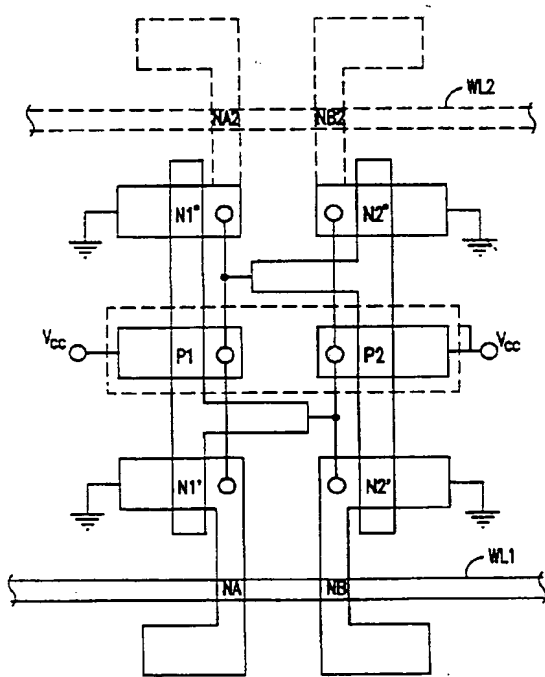 WL2
NA2 NB2
N1" N2"
Vcc P1 P2 Vcc
N1' N2'
WL1
NA NB